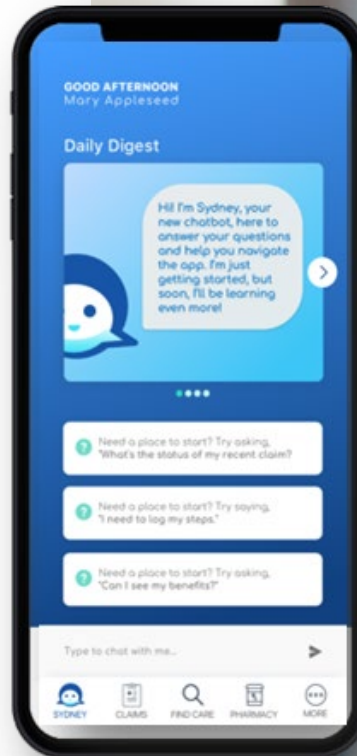 GOOD AFTERNOON
Mary Appleseed
Daily Digest
Hi! I'm Sydney, your
new chatbot, here to
answer your questions
and help you navigate
the app. I'm just
getting started, but
soon, I'll be learning
even more!
Need a place to start? Try asking,
"What's the status of my recent claim?
Need a place to start? Try saying,
"I need to log my steps."
Need a place to start? Try asking,
"Can I see my benefits?"
Type to chat with me...
SYDNEY CLAIMS FIND CARE PHARMACY MORE